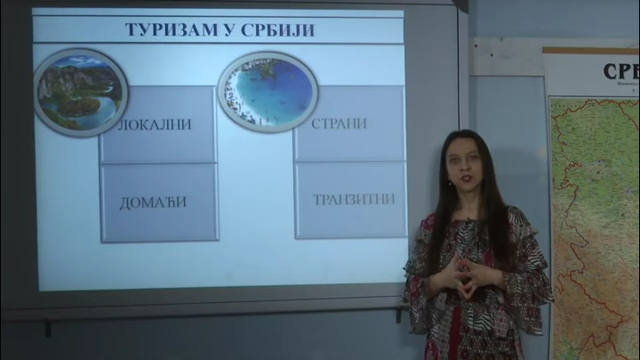 ТУРИЗАМ У СРБИЈИ
ЛОКАЛНИ
СТРАНИ
ДОМАЋИ
ТРАНЗИТНИ
СРБ